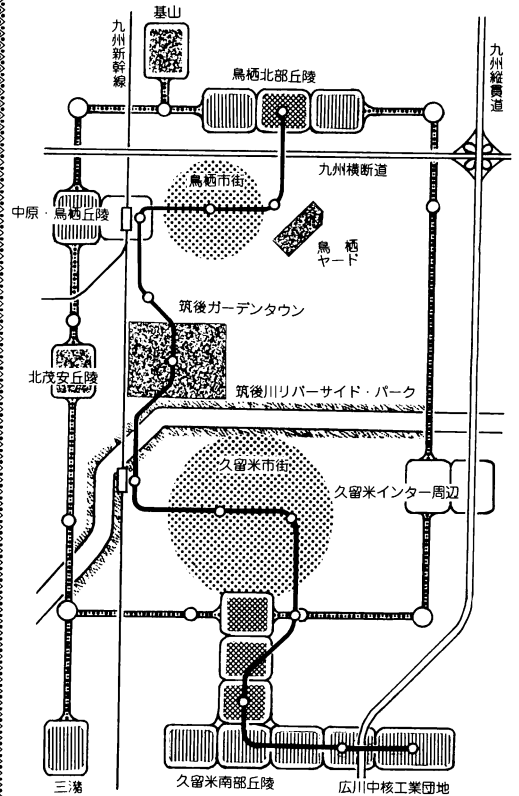 基山
九州新幹線
九州縦貫道
鳥栖北部丘陵
九州横断道
鳥栖市街
中原・鳥栖丘陵
鳥栖
ヤード
筑後ガーデンタウン
北茂安丘陵
筑後川リバーサイド・パーク
久留米市街
久留米インター周辺
三潴
久留米南部丘陵
広川中核工業団地